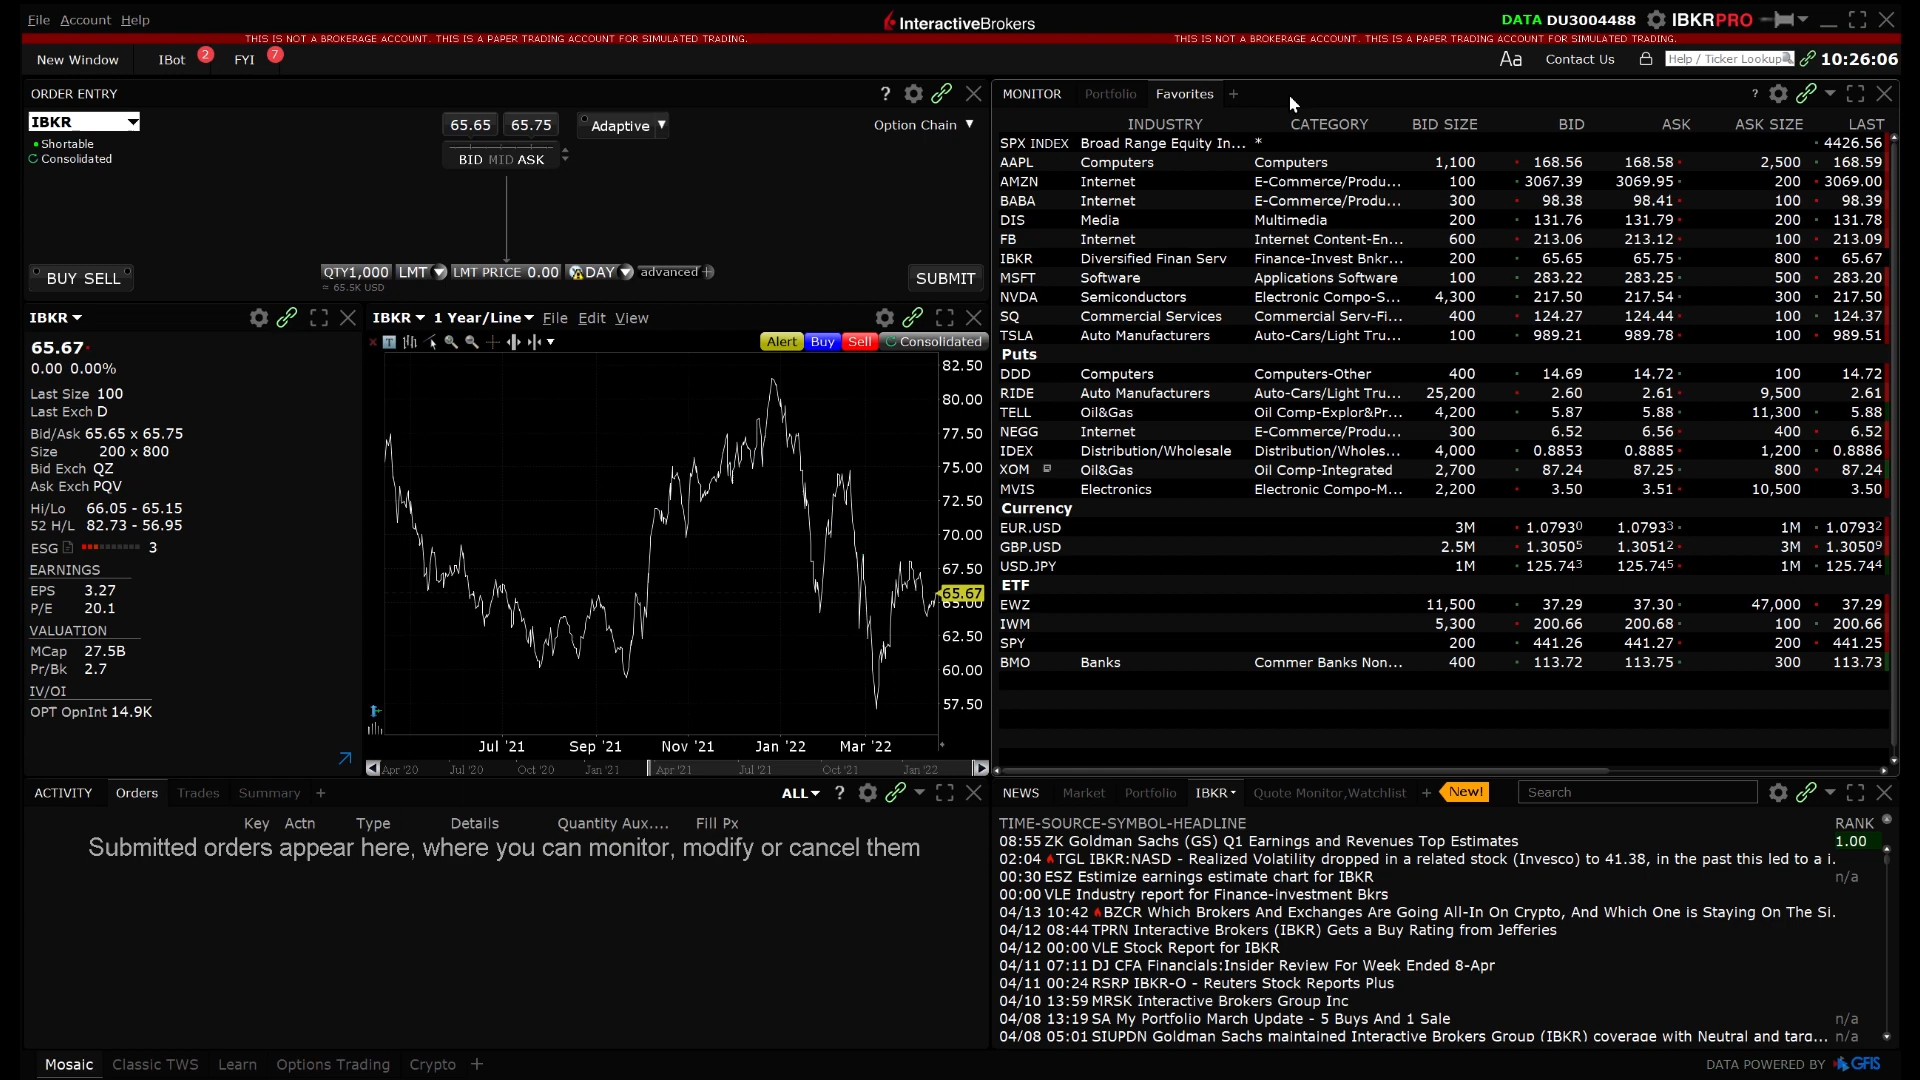 File Account Help
InteractiveBrokers
DATA DU3004488 IBKRPRO
THIS IS NOT A BROKERAGE ACCOUNT. THIS IS A PAPER TRADING ACCOUNT FOR SIMULATED TRADING.
THIS IS NOT A BROKERAGE ACCOUNT. THIS IS A PAPER TRADING ACCOUNT FOR SIMULATED TRADING.
New Window IBot 2 FYI 7
Aa Contact Us Help / Ticker Lookup 10:26:06
ORDER ENTRY ?
IBKR
Shortable
Consolidated
65.65 65.75 Adaptive
BID MID ASK
Option Chain
BUY SELL
QTY 1,000 LMT LMT PRICE 0.00 DAY advanced +
= 65.5K USD
SUBMIT
IBKR
65.67
0.00 0.00%
Last Size 100
Last Exch D
Bid/Ask 65.65 x 65.75
Size 200 x 800
Bid Exch QZ
Ask Exch PQV
Hi/Lo 66.05 - 65.15
52 H/L 82.73 - 56.95
ESG 3
EARNINGS
EPS 3.27
P/E 20.1
VALUATION
MCap 27.5B
Pr/Bk 2.7
IV/OI
OPT OpnInt 14.9K
IBKR 1 Year/Line File Edit View
T Alert Buy Sell Consolidated
82.50
80.00
77.50
75.00
72.50
70.00
67.50
65.67
65.00
62.50
60.00
57.50
Jul '21 Sep '21 Nov '21 Jan '22 Mar '22
Apr '20 Jul '20 Oct '20 Jan '21 Apr '21 Jul '21 Oct '21 Jan '22
MONITOR Portfolio Favorites + ?
INDUSTRY CATEGORY BID SIZE BID ASK ASK SIZE LAST
SPX INDEX Broad Range Equity In... * 4426.56
AAPL Computers Computers 1,100 168.56 168.58 2,500 168.59
AMZN Internet E-Commerce/Produ... 100 3067.39 3069.95 200 3069.00
BABA Internet E-Commerce/Produ... 300 98.38 98.41 100 98.39
DIS Media Multimedia 200 131.76 131.79 200 131.78
FB Internet Internet Content-En... 600 213.06 213.12 100 213.09
IBKR Diversified Finan Serv Finance-Invest Bnkr... 200 65.65 65.75 800 65.67
MSFT Software Applications Software 100 283.22 283.25 500 283.20
NVDA Semiconductors Electronic Compo-S... 4,300 217.50 217.54 300 217.50
SQ Commercial Services Commercial Serv-Fi... 400 124.27 124.44 100 124.37
TSLA Auto Manufacturers Auto-Cars/Light Tru... 100 989.21 989.78 100 989.51
Puts
DDD Computers Computers-Other 400 14.69 14.72 100 14.72
RIDE Auto Manufacturers Auto-Cars/Light Tru... 25,200 2.60 2.61 9,500 2.61
TELL Oil&Gas Oil Comp-Explor&Pr... 4,200 5.87 5.88 11,300 5.88
NEGG Internet E-Commerce/Produ... 300 6.52 6.56 400 6.52
IDEX Distribution/Wholesale Distribution/Wholes... 4,000 0.8853 0.8885 1,200 0.8886
XOM Oil&Gas Oil Comp-Integrated 2,700 87.24 87.25 800 87.24
MVIS Electronics Electronic Compo-M... 2,200 3.50 3.51 10,500 3.50
Currency
EUR.USD 3M 1.07930 1.07933 1M 1.07932
GBP.USD 2.5M 1.30505 1.30512 3M 1.30509
USD.JPY 1M 125.743 125.745 1M 125.744
ETF
EWZ 11,500 37.29 37.30 47,000 37.29
IWM 5,300 200.66 200.68 100 200.66
SPY 200 441.26 441.27 200 441.25
BMO Banks Commer Banks Non... 400 113.72 113.75 300 113.73
ACTIVITY Orders Trades Summary + ALL ?
Key Actn Type Details Quantity Aux.... Fill Px
Submitted orders appear here, where you can monitor, modify or cancel them
NEWS Market Portfolio IBKR Quote Monitor,Watchlist + New! Search
TIME-SOURCE-SYMBOL-HEADLINE RANK
08:55 ZK Goldman Sachs (GS) Q1 Earnings and Revenues Top Estimates 1.00
02:04 TGL IBKR:NASD - Realized Volatility dropped in a related stock (Invesco) to 41.38, in the past this led to a i.
00:30 ESZ Estimize earnings estimate chart for IBKR n/a
00:00 VLE Industry report for Finance-investment Bkrs
04/13 10:42 BZCR Which Brokers And Exchanges Are Going All-In On Crypto, And Which One is Staying On The Si.
04/12 08:44 TPRN Interactive Brokers (IBKR) Gets a Buy Rating from Jefferies
04/12 00:00 VLE Stock Report for IBKR
04/11 07:11 DJ CFA Financials:Insider Review For Week Ended 8-Apr
04/11 00:24 RSRP IBKR-O - Reuters Stock Reports Plus
04/10 13:59 MRSK Interactive Brokers Group Inc
04/08 13:19 SA My Portfolio March Update - 5 Buys And 1 Sale n/a
04/08 05:01 SIUPDN Goldman Sachs maintained Interactive Brokers Group (IBKR) coverage with Neutral and targ... n/a
Mosaic Classic TWS Learn Options Trading Crypto +
DATA POWERED BY GFIS